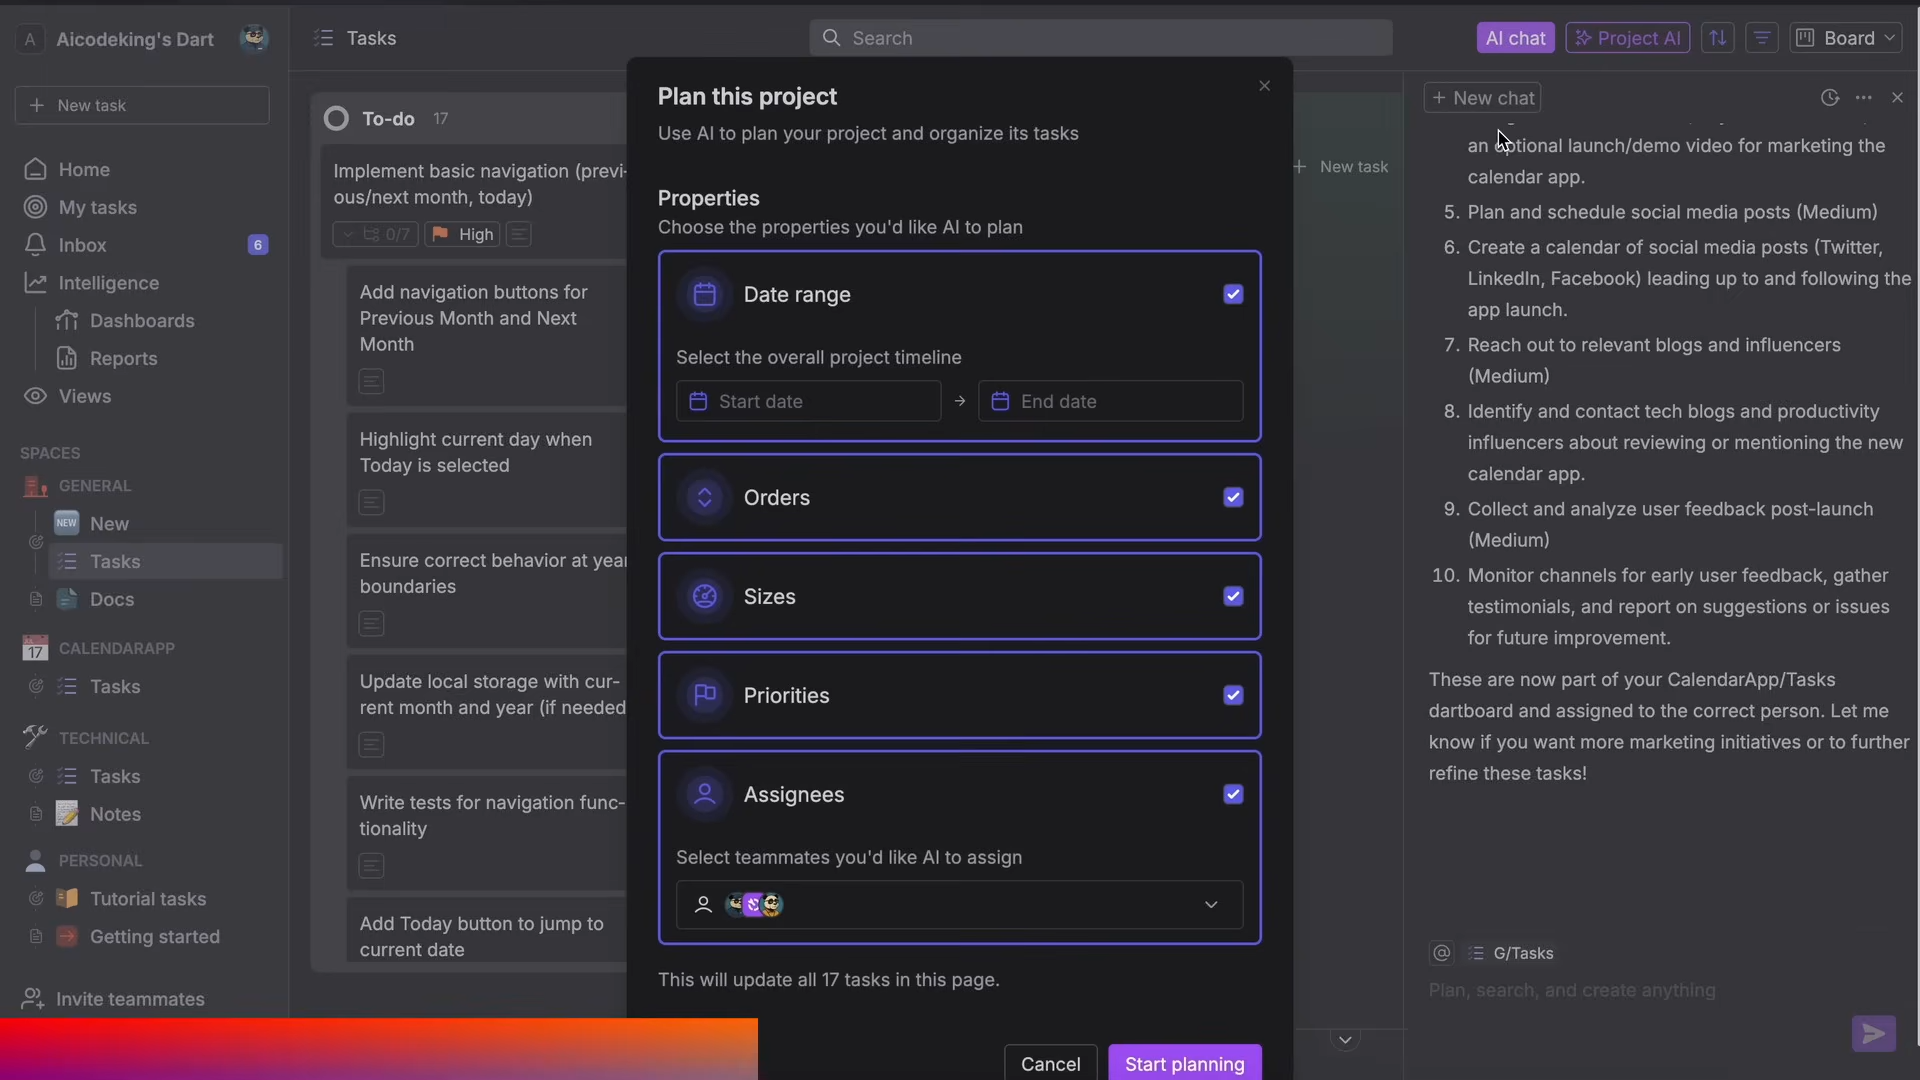 A
Aicodeking's Dart
Tasks
Search
AI chat
Project AI
Board
New task
Home
My tasks
Inbox
6
Intelligence
Dashboards
Reports
Views
SPACES
GENERAL
NEW
New
Tasks
Docs
17
CALENDARAPP
Tasks
TECHNICAL
Tasks
Notes
PERSONAL
Tutorial tasks
Getting started
Invite teammates
To-do 17
Implement basic navigation (previ-
ous/next month, today)
0/7
High
Add navigation buttons for
Previous Month and Next
Month
Highlight current day when
Today is selected
Ensure correct behavior at year
boundaries
Update local storage with cur-
rent month and year (if needed
Write tests for navigation func-
tionality
Add Today button to jump to
current date
Plan this project
Use AI to plan your project and organize its tasks
Properties
Choose the properties you'd like AI to plan
Date range
Select the overall project timeline
Start date
End date
Orders
Sizes
Priorities
Assignees
Select teammates you'd like AI to assign
This will update all 17 tasks in this page.
Cancel
Start planning
+ New task
+ New chat
an optional launch/demo video for marketing the
calendar app.
5. Plan and schedule social media posts (Medium)
6. Create a calendar of social media posts (Twitter,
LinkedIn, Facebook) leading up to and following the
app launch.
7. Reach out to relevant blogs and influencers
(Medium)
8. Identify and contact tech blogs and productivity
influencers about reviewing or mentioning the new
calendar app.
9. Collect and analyze user feedback post-launch
(Medium)
10. Monitor channels for early user feedback, gather
testimonials, and report on suggestions or issues
for future improvement.
These are now part of your CalendarApp/Tasks
dartboard and assigned to the correct person. Let me
know if you want more marketing initiatives or to further
refine these tasks!
@ G/Tasks
Plan, search, and create anything